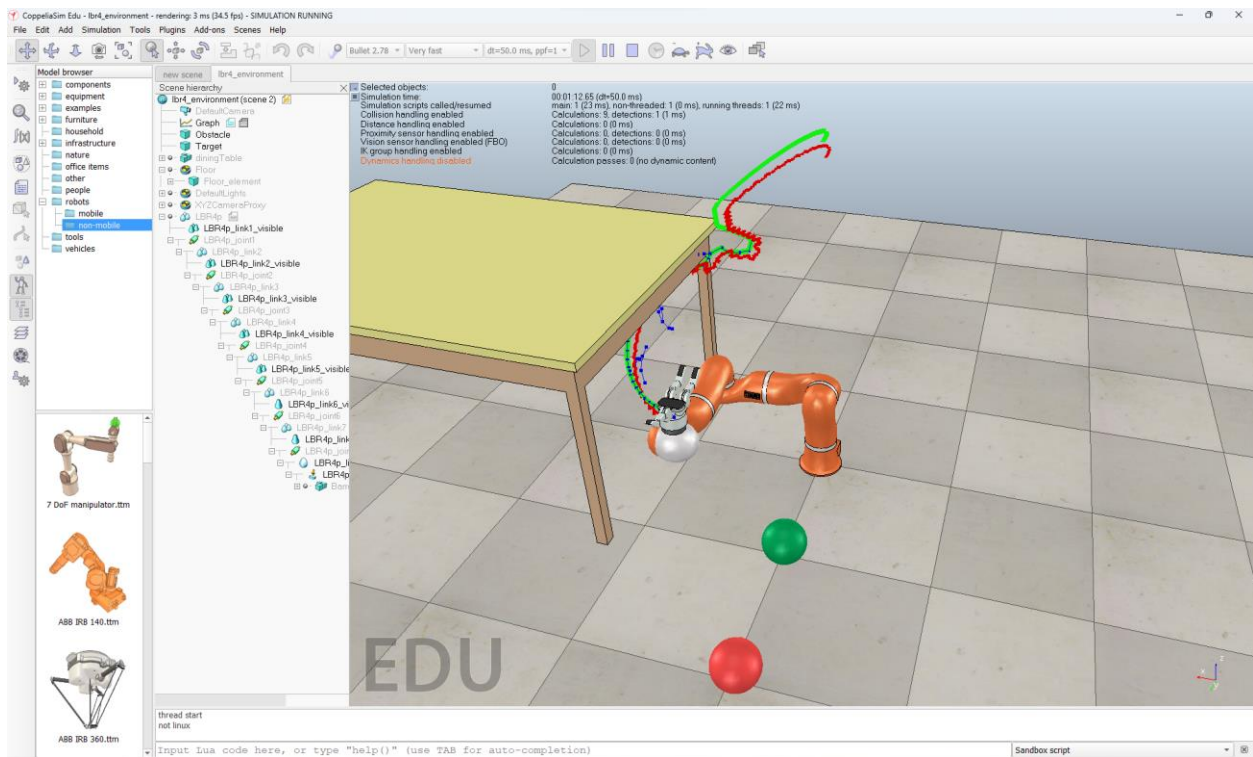 CoppeliaSim Edu - lbr4_environment - rendering: 3 ms (34.5 fps) - SIMULATION RUNNING
File Edit Add Simulation Tools Plugins Add-ons Scenes Help
Bullet 2.78 Very fast dt=50.0 ms, ppf=1
Model browser
components
equipment
examples
furniture
household
infrastructure
nature
office items
other
people
robots
mobile
non-mobile
tools
vehicles
7 DoF manipulator.ttm
ABB IRB 140.ttm
ABB IRB 360.ttm
new scene lbr4_environment
Scene hierarchy
lbr4_environment (scene 2)
DefaultCamera
Graph
Obstacle
Target
diningTable
Floor
Floor_element
DefaultLights
XYZCameraProxy
LBR4p
LBR4p_link1_visible
LBR4p_joint1
LBR4p_link2
LBR4p_link2_visible
LBR4p_joint2
LBR4p_link3
LBR4p_link3_visible
LBR4p_joint3
LBR4p_link4
LBR4p_link4_visible
LBR4p_joint4
LBR4p_link5
LBR4p_link5_visible
LBR4p_joint5
LBR4p_link6
LBR4p_link6_vi
LBR4p_joint6
LBR4p_link7
LBR4p_link
LBR4p_join
LBR4p_li
LBR4p
Selected objects: 0
Simulation time: 00:01:12.65 (dt=50.0 ms)
Simulation scripts called/resumed main: 1 (23 ms), non-threaded: 1 (0 ms), running threads: 1 (22 ms)
Collision handling enabled Calculations: 9, detections: 1 (1 ms)
Distance handling enabled Calculations: 0 (0 ms)
Proximity sensor handling enabled Calculations: 0, detections: 0 (0 ms)
Vision sensor handling enabled (FBO) Calculations: 0, detections: 0 (0 ms)
IK group handling enabled Calculations: 0 (0 ms)
Dynamics handling disabled Calculation passes: 0 (no dynamic content)
EDU
thread start
not linux
Input Lua code here, or type "help()" (use TAB for auto-completion)
Sandbox script